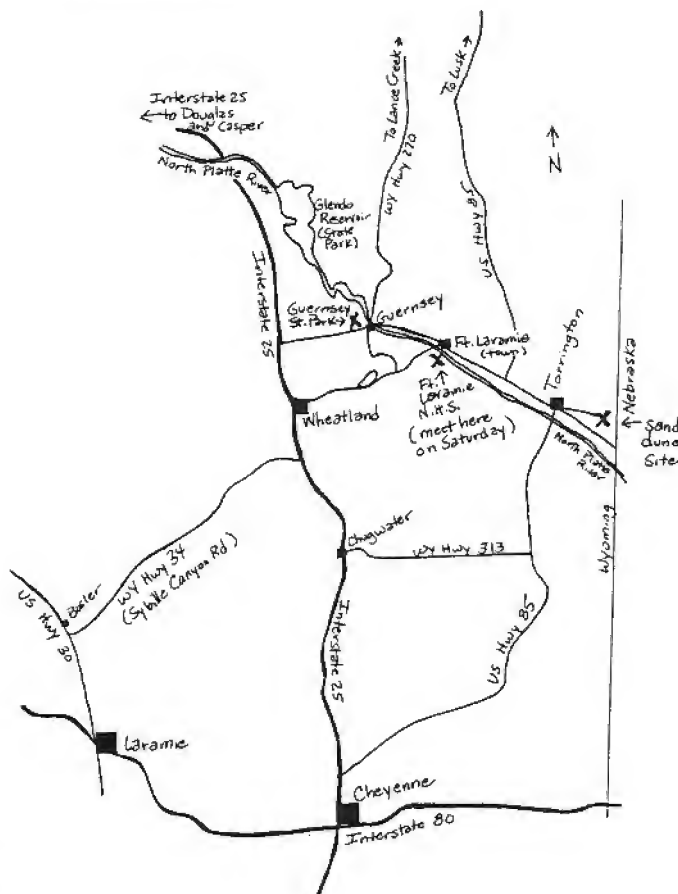 To Lance Creek →
WY Hwy 270
To Lusk →
US Hwy 85
Interstate 25
← to Douglas
and Casper
↑
N
North Platte River
Glendo
Reservoir
(State
Park)
Interstate 25
Guernsey
St. Park →
X
Guernsey
Ft. Laramie
(town)
Torrington
Nebraska
X
Ft. ↑
Laramie
N.H.S.
(meet here
on Saturday)
Wheatland
X
← Sand
dune
Site
North Platte
River
Wyoming
Chugwater
WY Hwy 313
WY Hwy 34
(Sybille Canyon Rd)
Bosler
US Hwy 30
Interstate 25
US Hwy 85
Laramie
Cheyenne
Interstate 80